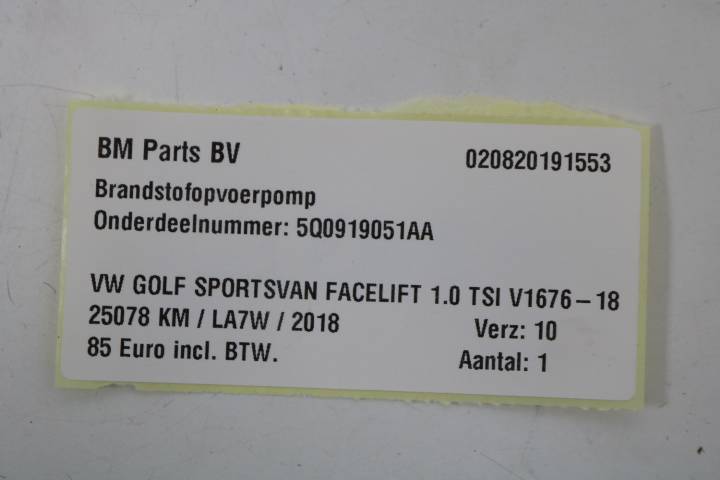 BM Parts BV 020820191553
Brandstofopvoerpomp
Onderdeelnummer: 5Q0919051AA
VW GOLF SPORTSVAN FACELIFT 1.0 TSI V1676-18
25078 KM / LA7W / 2018 Verz: 10
85 Euro incl. BTW. Aantal: 1